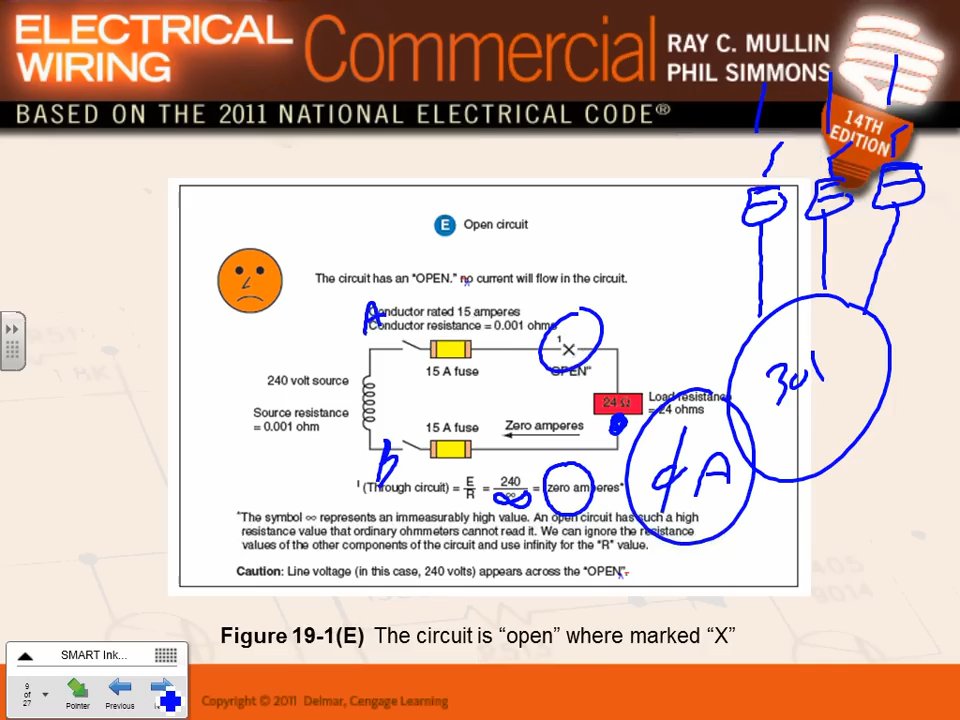 ELECTRICAL
WIRING
Commercial
RAY C. MULLIN
PHIL SIMMONS
BASED ON THE 2011 NATIONAL ELECTRICAL CODE®
14TH
EDITION
E Open circuit
The circuit has an “OPEN.” no current will flow in the circuit.
A
Conductor rated 15 amperes
Conductor resistance = 0.001 ohms
1
"OPEN"
15 A fuse
240 volt source
Source resistance
= 0.001 ohm
24 Ω
Load resistance
= 24 ohms
15 A fuse
Zero amperes
b
I (Through circuit) = E/R = 240/∞ = zero amperes*
∞
ϕA
3ϕ
*The symbol ∞ represents an immeasurably high value. An open circuit has such a high
resistance value that ordinary ohmmeters cannot read it. We can ignore the resistance
values of the other components of the circuit and use infinity for the “R” value.
Caution: Line voltage (in this case, 240 volts) appears across the “OPEN”.
Figure 19-1(E) The circuit is “open” where marked “X”
SMART Ink...
9
of
27
Pointer
Previous
Copyright © 2011 Delmar, Cengage Learning